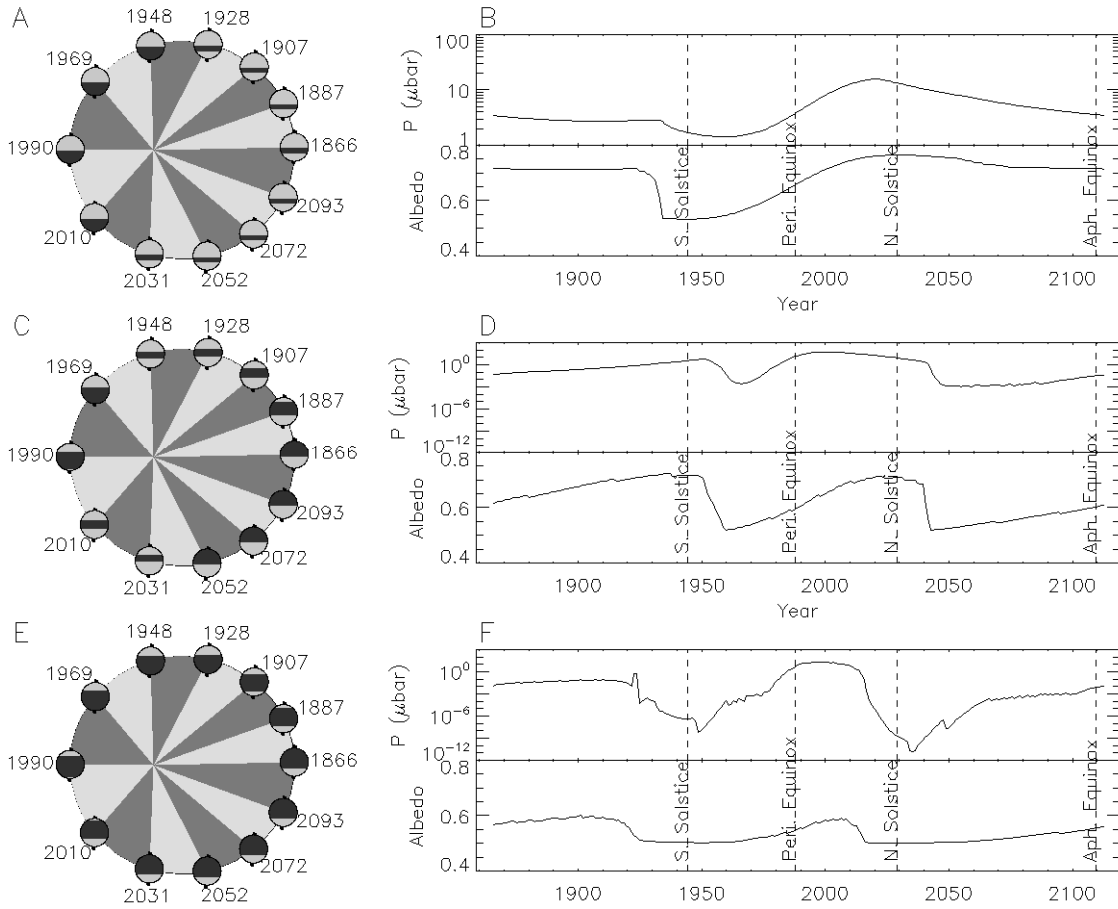 A
1948
1928
1969
1907
1887
1990
1866
2093
2010
2072
2031
2052
B
100
10
1
P (μbar)
0.8
0.6
0.4
Albedo
S. Solstice
Peri. Equinox
N. Solstice
Aph. Equinox
1900 1950 2000 2050 2100
Year
C
1948
1928
1969
1907
1887
1990
1866
2093
2010
2072
2031
2052
D
10^0
10^-6
10^-12
P (μbar)
0.8
0.6
0.4
Albedo
S. Solstice
Peri. Equinox
N. Solstice
Aph. Equinox
1900 1950 2000 2050 2100
Year
E
1948
1928
1969
1907
1887
1990
1866
2093
2010
2072
2031
2052
F
10^0
10^-6
10^-12
P (μbar)
0.8
0.6
0.4
Albedo
S. Solstice
Peri. Equinox
N. Solstice
Aph. Equinox
1900 1950 2000 2050 2100